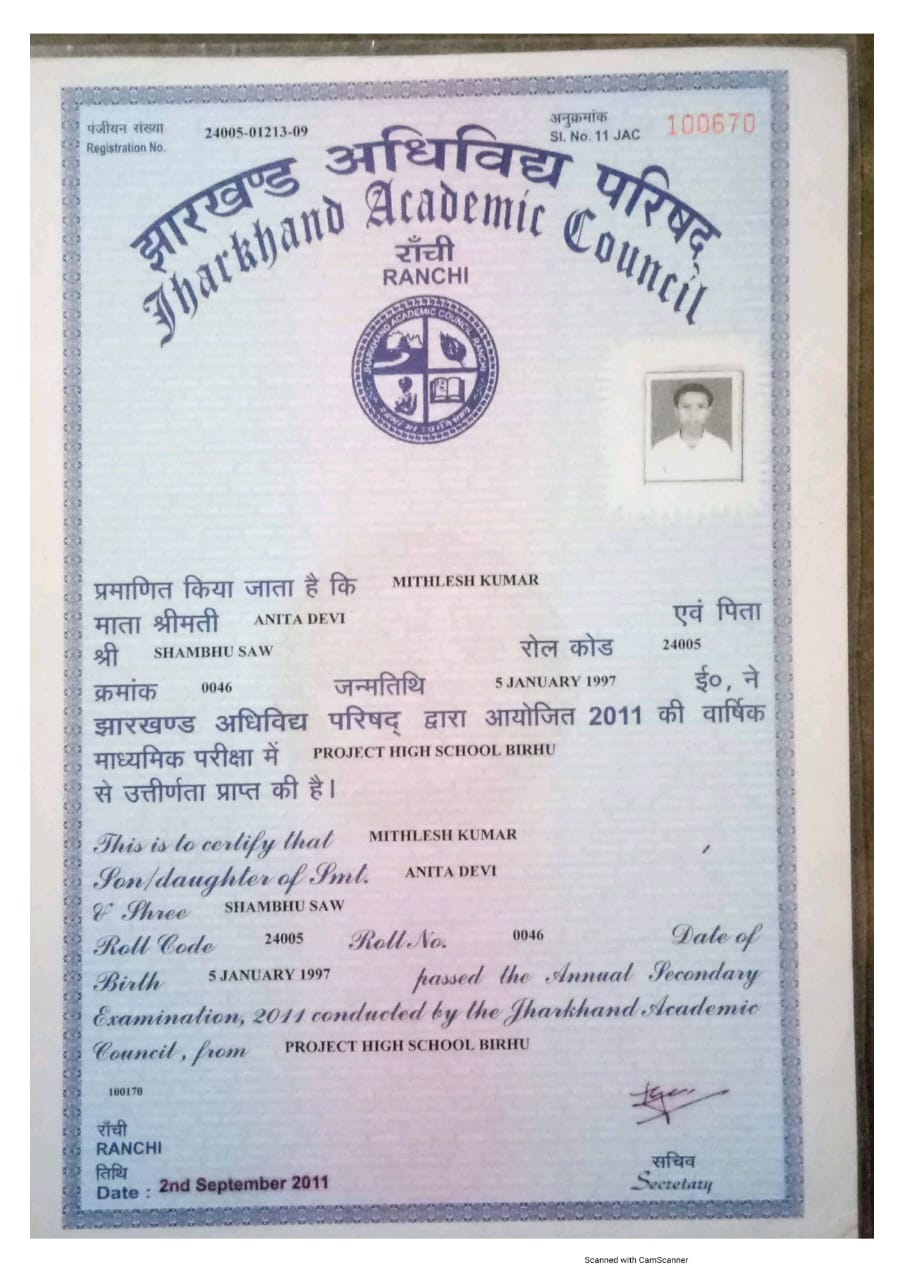 पंजीयन संख्या 24005-01213-09 अनुक्रमांक
Registration No. Sl. No. 11 JAC 100670
झारखण्ड अधिविद्य परिषद्
Jharkhand Academic Council
राँची
RANCHI
JHARKHAND ACADEMIC COUNCIL, RANCHI
प्रमाणित किया जाता है कि MITHLESH KUMAR
माता श्रीमती ANITA DEVI एवं पिता
श्री SHAMBHU SAW रोल कोड 24005
क्रमांक 0046 जन्मतिथि 5 JANUARY 1997 ई०, ने
झारखण्ड अधिविद्य परिषद् द्वारा आयोजित 2011 की वार्षिक
माध्यमिक परीक्षा में PROJECT HIGH SCHOOL BIRHU
से उत्तीर्णता प्राप्त की है।
This is to certify that MITHLESH KUMAR
Son/daughter of Smt. ANITA DEVI
& Shree SHAMBHU SAW
Roll Code 24005 Roll No. 0046 Date of
Birth 5 JANUARY 1997 passed the Annual Secondary
Examination, 2011 conducted by the Jharkhand Academic
Council, from PROJECT HIGH SCHOOL BIRHU
100170
राँची
RANCHI
तिथि
Date : 2nd September 2011
सचिव
Secretary
Scanned with CamScanner